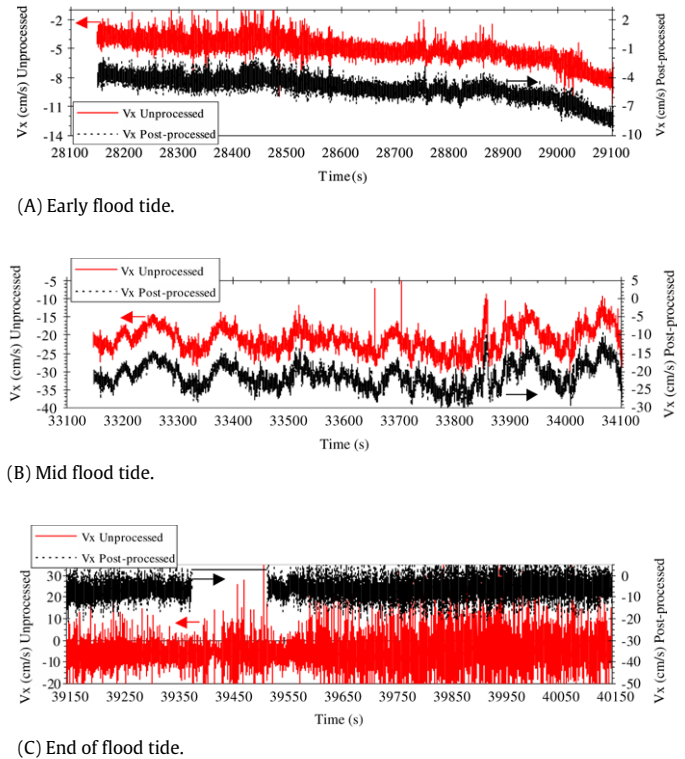 Vx (cm/s) Unprocessed
-2
-5
-8
-11
-14
2
-1
-4
-7
-10
Vx (cm/s) Post-processed
Vx Unprocessed
Vx Post-processed
28100 28200 28300 28400 28500 28600 28700 28800 28900 29000 29100
Time(s)
(A) Early flood tide.
Vx (cm/s) Unprocessed
-5
-10
-15
-20
-25
-30
-35
-40
5
0
-5
-10
-15
-20
-25
-30
Vx (cm/s) Post-processed
Vx Unprocessed
Vx Post-processed
33100 33200 33300 33400 33500 33600 33700 33800 33900 34000 34100
Time (s)
(B) Mid flood tide.
Vx Unprocessed
Vx Post-processed
Vx (cm/s) Unprocessed
30
20
10
0
-10
-20
0
-10
-20
-30
-40
-50
Vx (cm/s) Post-processed
39150 39250 39350 39450 39550 39650 39750 39850 39950 40050 40150
Time (s)
(C) End of flood tide.